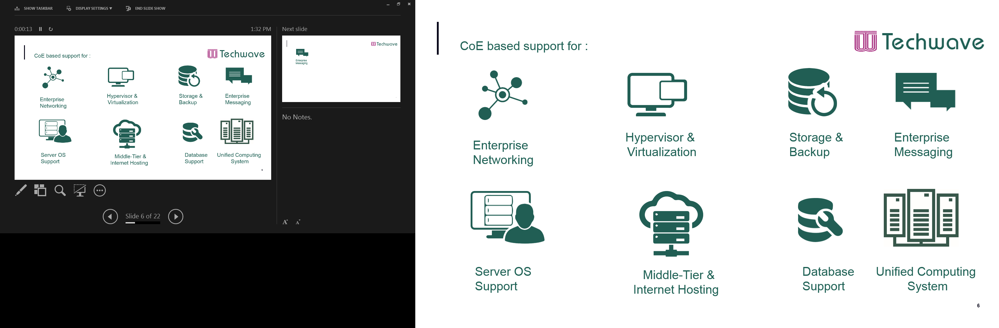 SHOW TASKBAR
DISPLAY SETTINGS ▼
END SLIDE SHOW
0:00:13
1:32 PM
Next slide
CoE based support for :
Techwave
Enterprise
Networking
Hypervisor &
Virtualization
Storage &
Backup
Enterprise
Messaging
Server OS
Support
Middle-Tier &
Internet Hosting
Database
Support
Unified Computing
System
6
Techwave
Enterprise
Messaging
No Notes.
Slide 6 of 22
A
A
CoE based support for :
Techwave
Enterprise
Networking
Hypervisor &
Virtualization
Storage &
Backup
Enterprise
Messaging
Server OS
Support
Middle-Tier &
Internet Hosting
Database
Support
Unified Computing
System
6